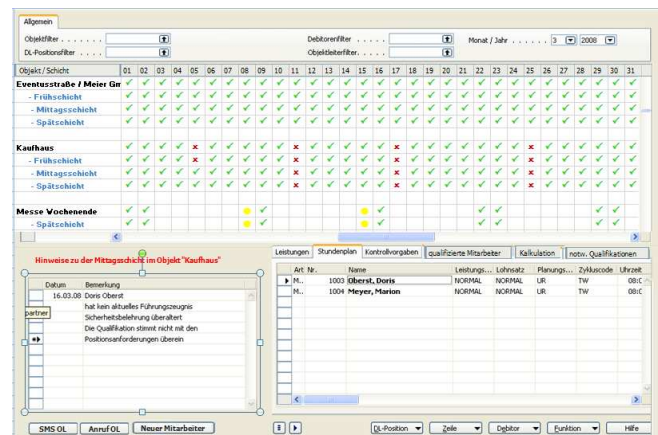 Allgemein
Objektfilter . . . . . . .
Debitorenfilter . . . . .
Monat / Jahr . . . . . . 3 2008
DL-Positionsfilter . . . .
Objektleiterfilter. . . . .
Objekt / Schicht 01 02 03 04 05 06 07 08 09 10 11 12 13 14 15 16 17 18 19 20 21 22 23 24 25 26 27 28 29 30 31
Eventusstraße / Meier Gm
- Frühschicht
- Mittagsschicht
- Spätschicht
Kaufhaus
- Frühschicht
- Mittagsschicht
- Spätschicht
Messe Wochenende
- Spätschicht
Hinweise zu der Mittagsschicht im Objekt "Kaufhaus"
Datum Bemerkung
16.03.08 Doris Oberst
hat kein aktuelles Führungszeugnis
partner
Sicherheitsbelehrung überaltert
Die Qualifikation stimmt nicht mit den
Positionsanforderungen überein
SMS OL Anruf OL Neuer Mitarbeiter
Leistungen Stundenplan Kontrollvorgaben qualifizierte Mitarbeiter Kalkulation notw. Qualifikationen
Art Nr. Name Leistungs... Lohnsatz Planungs... Zykluscode Uhrzeit
M.. 1003 Oberst, Doris NORMAL NORMAL UR TW 08:0
M.. 1004 Meyer, Marion NORMAL NORMAL UR TW 08:0
DL-Position Zeile Debitor Funktion Hilfe